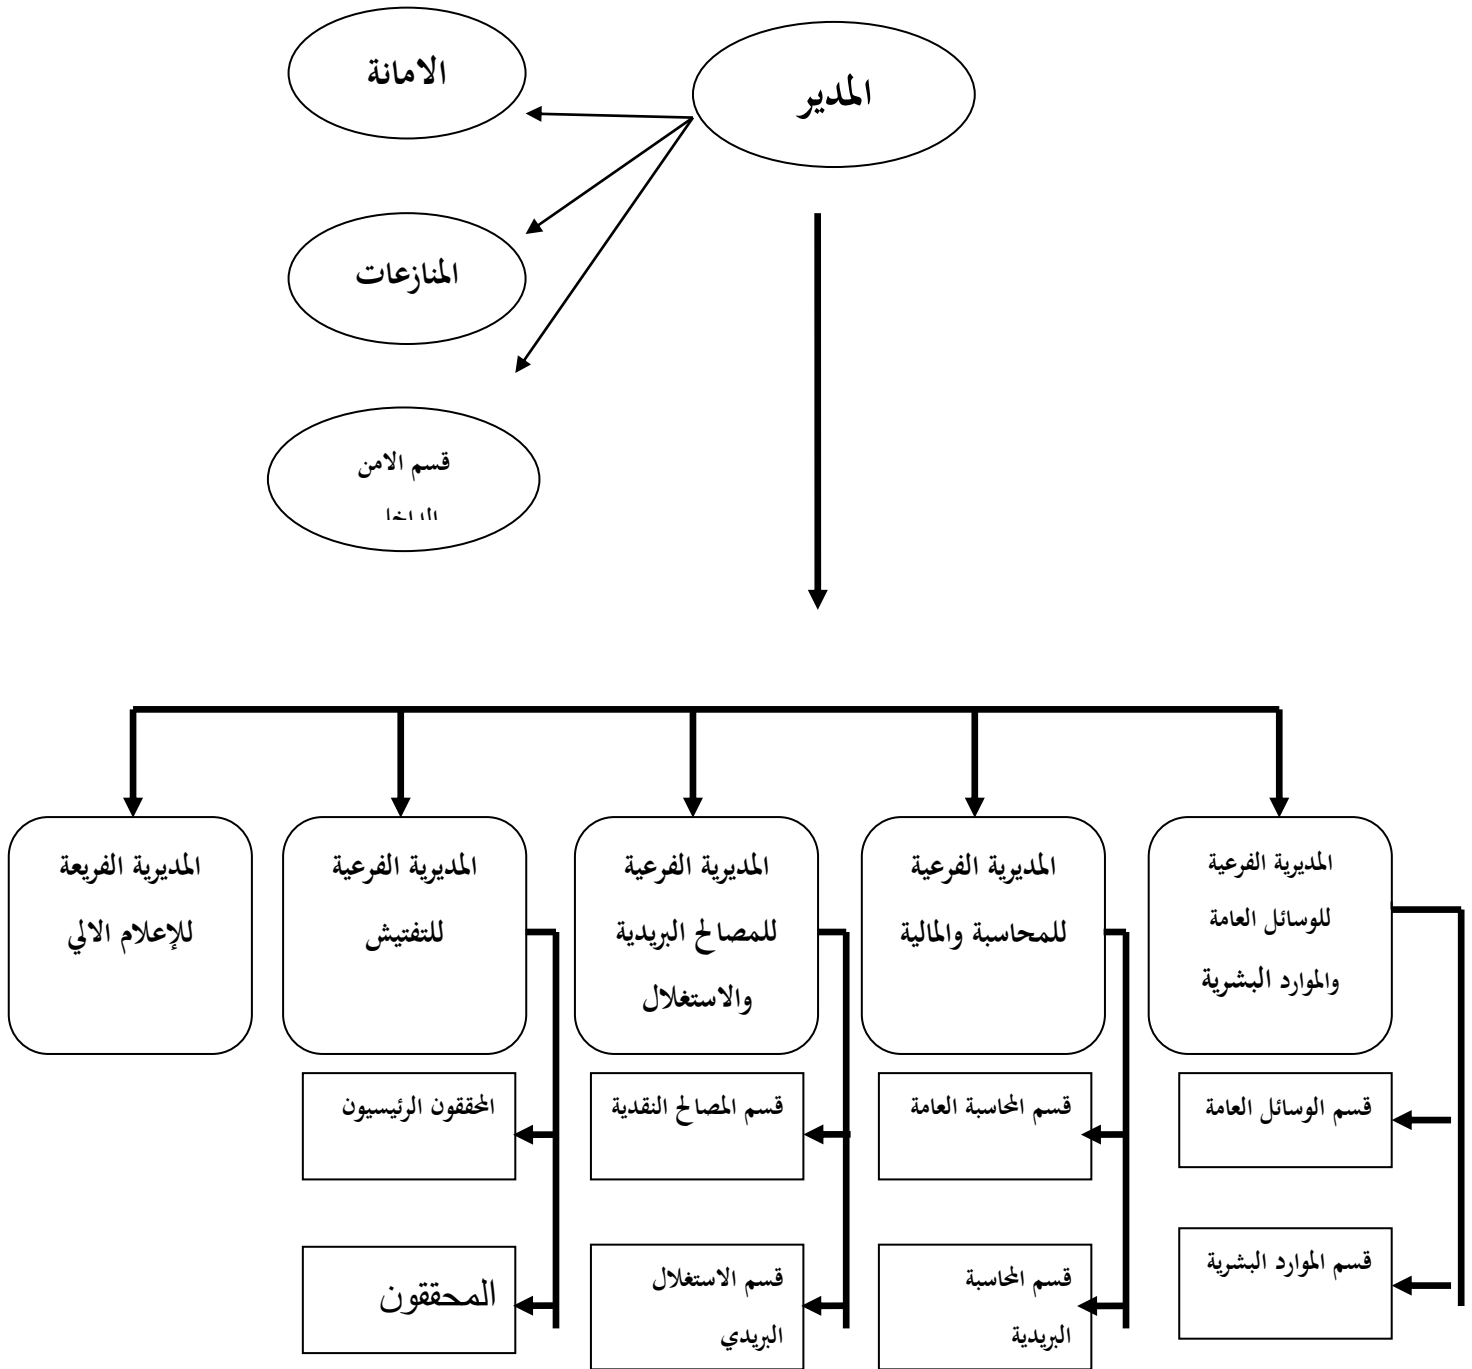 المدير
الامانة
المنازعات
قسم الامن
المديرية الفرعية
للوسائل العامة
والموارد البشرية
المديرية الفرعية
للمحاسبة والمالية
المديرية الفرعية
للمصالح البريدية
والاستغلال
المديرية الفرعية
للتفتيش
المديرية الفريعة
للإعلام الالي
قسم الوسائل العامة
قسم المحاسبة العامة
قسم المصالح النقدية
المحققون الرئيسيون
قسم الموارد البشرية
قسم المحاسبة
البريدية
قسم الاستغلال
البريدي
المحققون